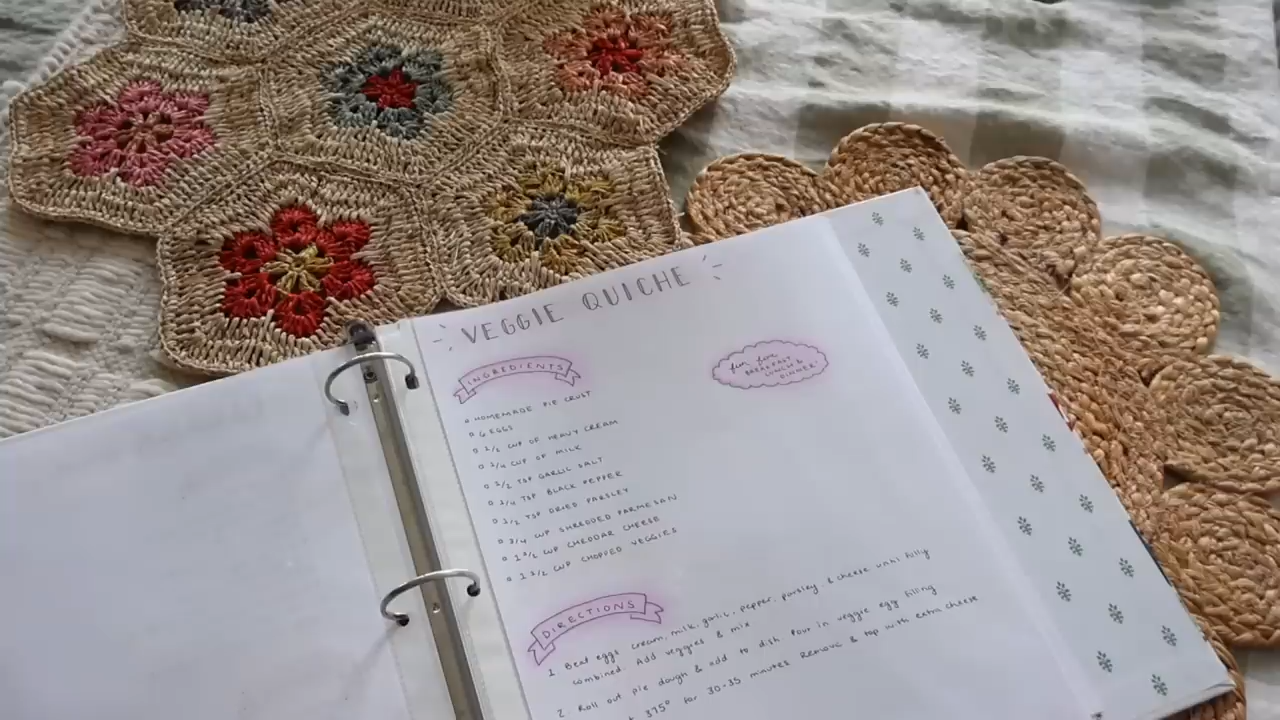 VEGGIE QUICHE
INGREDIENTS
fun for:
BREAKFAST
LUNCH &
DINNER!
HOMEMADE PIE CRUST
6 EGGS
1/2 CUP OF HEAVY CREAM
3/4 CUP OF MILK
1/2 TSP GARLIC SALT
1/4 TSP BLACK PEPPER
1/2 TSP DRIED PARSLEY
3/4 CUP SHREDDED PARMESAN
1 1/2 CUP CHEDDAR CHEESE
1 1/2 CUP CHOPPED VEGGIES
DIRECTIONS
1 Beat eggs, cream, milk, garlic, pepper, parsley, & cheese until fully
combined. Add veggies & mix
2. Roll out pie dough & add to dish. Pour in veggie egg filling
375° for 30-35 minutes Remove & top with extra cheese